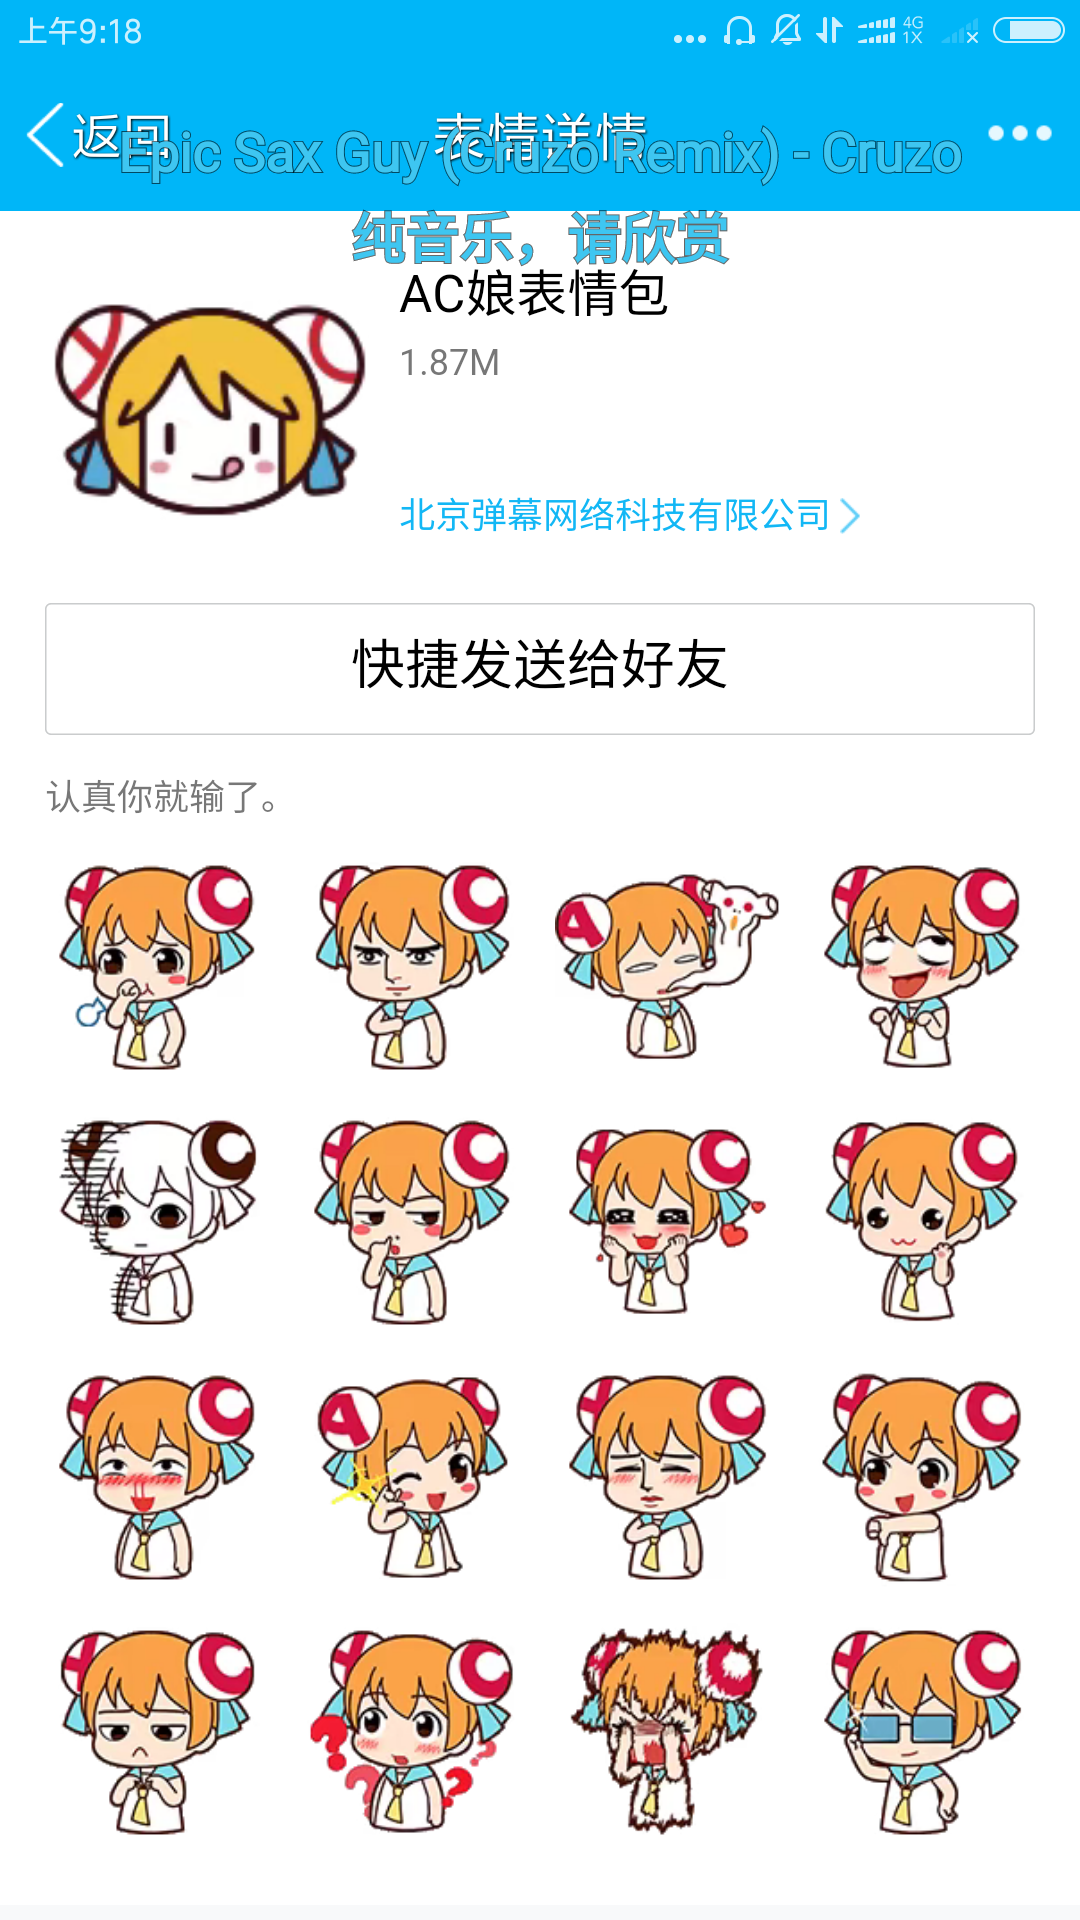 上午9:18
4G
1X
返回
表情详情
Epic Sax Guy (Cruzo Remix) - Cruzo
纯音乐，请欣赏
AC娘表情包
1.87M
北京弹幕网络科技有限公司
快捷发送给好友
认真你就输了。